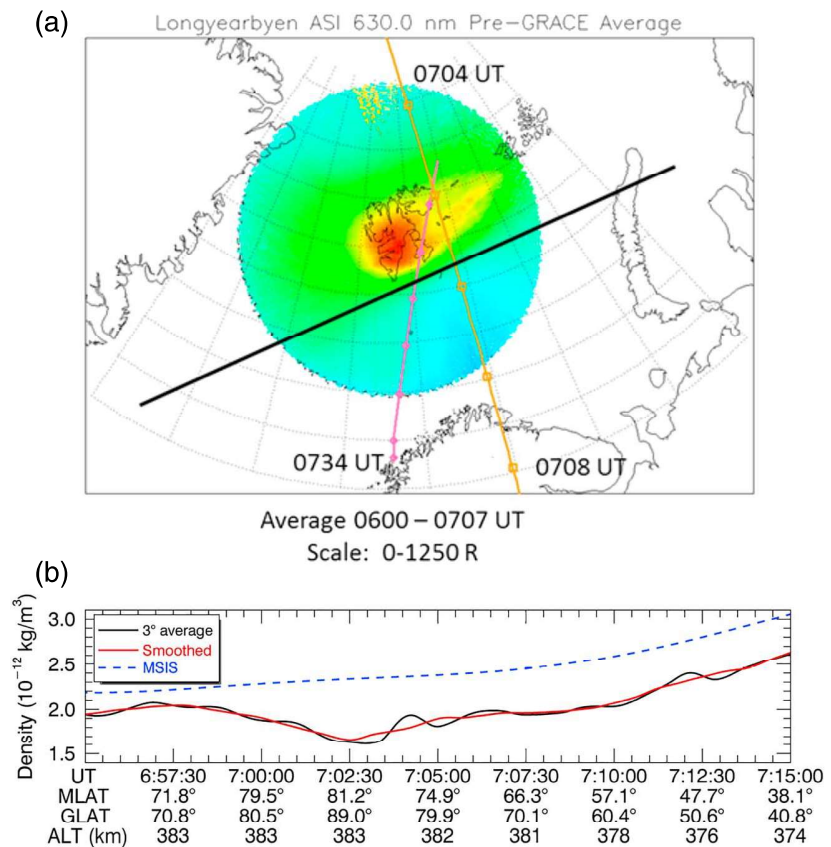 (a)
Longyearbyen ASI 630.0 nm Pre-GRACE Average
0704 UT
0734 UT
0708 UT
Average 0600 – 0707 UT
Scale: 0-1250 R
(b)
Density (10⁻¹² kg/m³)
3.0
2.5
2.0
1.5
3° average
Smoothed
MSIS
UT 6:57:30 7:00:00 7:02:30 7:05:00 7:07:30 7:10:00 7:12:30 7:15:00
MLAT 71.8° 79.5° 81.2° 74.9° 66.3° 57.1° 47.7° 38.1°
GLAT 70.8° 80.5° 89.0° 79.9° 70.1° 60.4° 50.6° 40.8°
ALT (km) 383 383 383 382 381 378 376 374